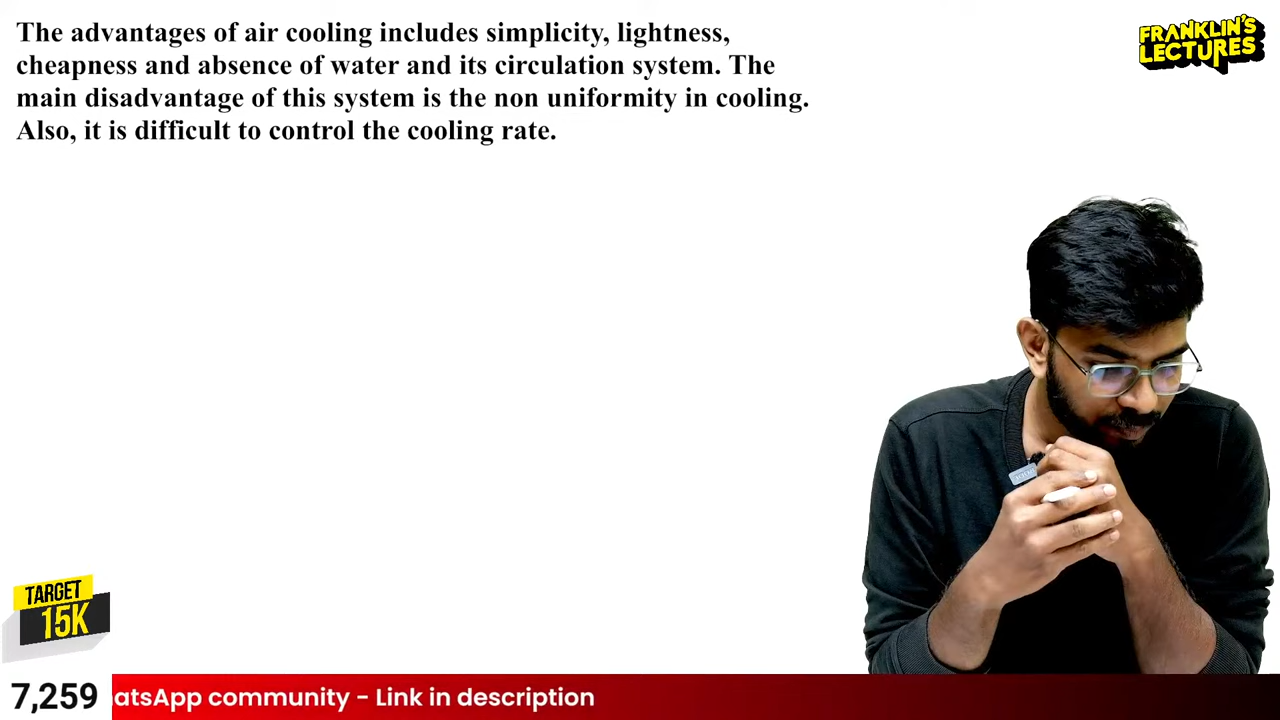 The advantages of air cooling includes simplicity, lightness,
cheapness and absence of water and its circulation system. The
main disadvantage of this system is the non uniformity in cooling.
Also, it is difficult to control the cooling rate.
FRANKLIN'S
LECTURES
TARGET
15K
7,259
atsApp community - Link in description